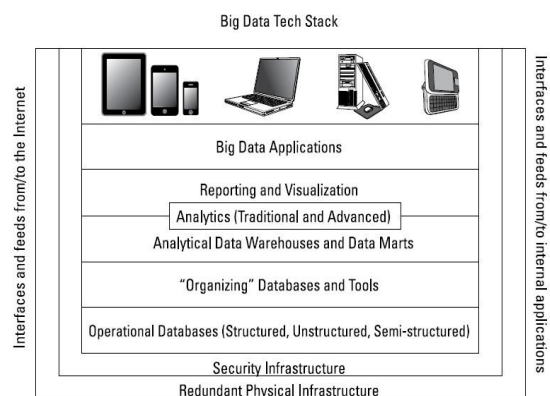 Big Data Tech Stack
Interfaces and feeds from/to the Internet
Big Data Applications
Reporting and Visualization
Analytics (Traditional and Advanced)
Analytical Data Warehouses and Data Marts
“Organizing” Databases and Tools
Operational Databases (Structured, Unstructured, Semi-structured)
Security Infrastructure
Redundant Physical Infrastructure
Interfaces and feeds from/to internal applications